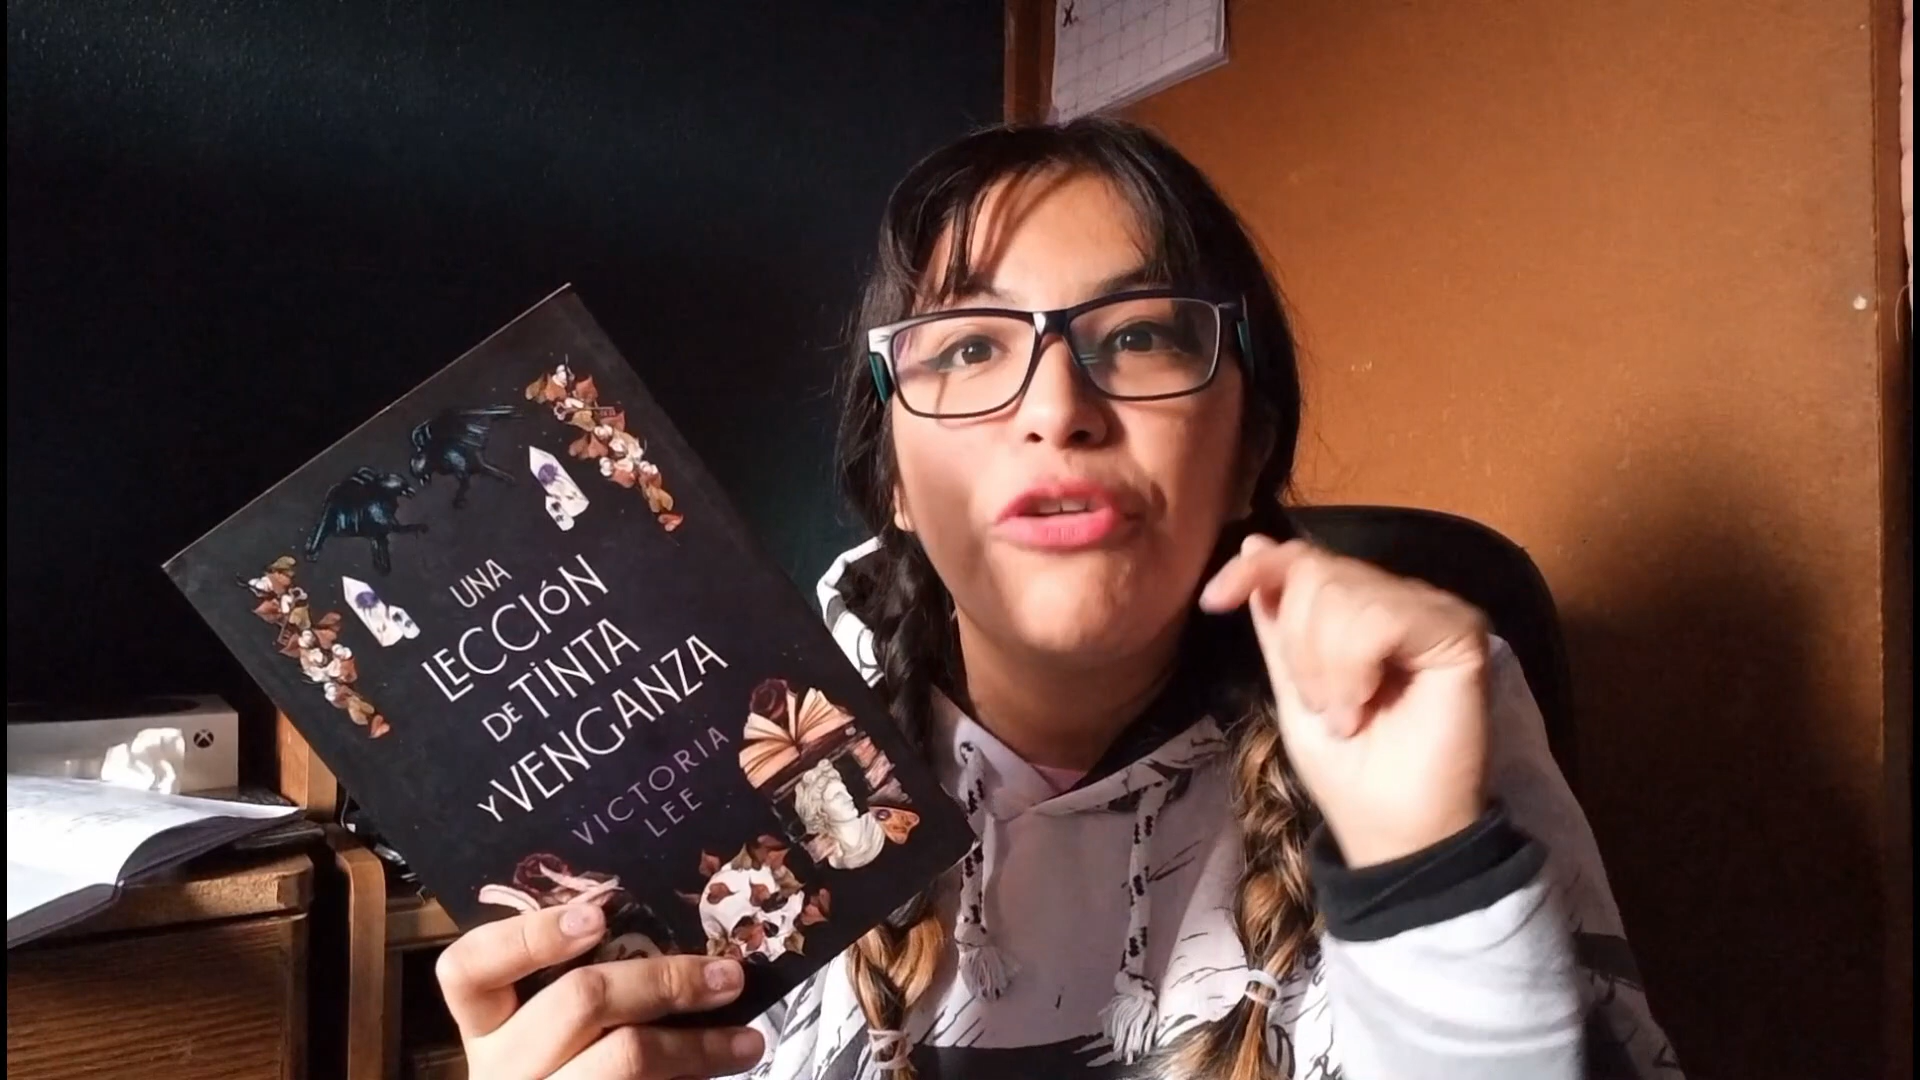 UNA
LECCIÓN
DE TINTA
Y VENGANZA
VICTORIA
LEE
X.